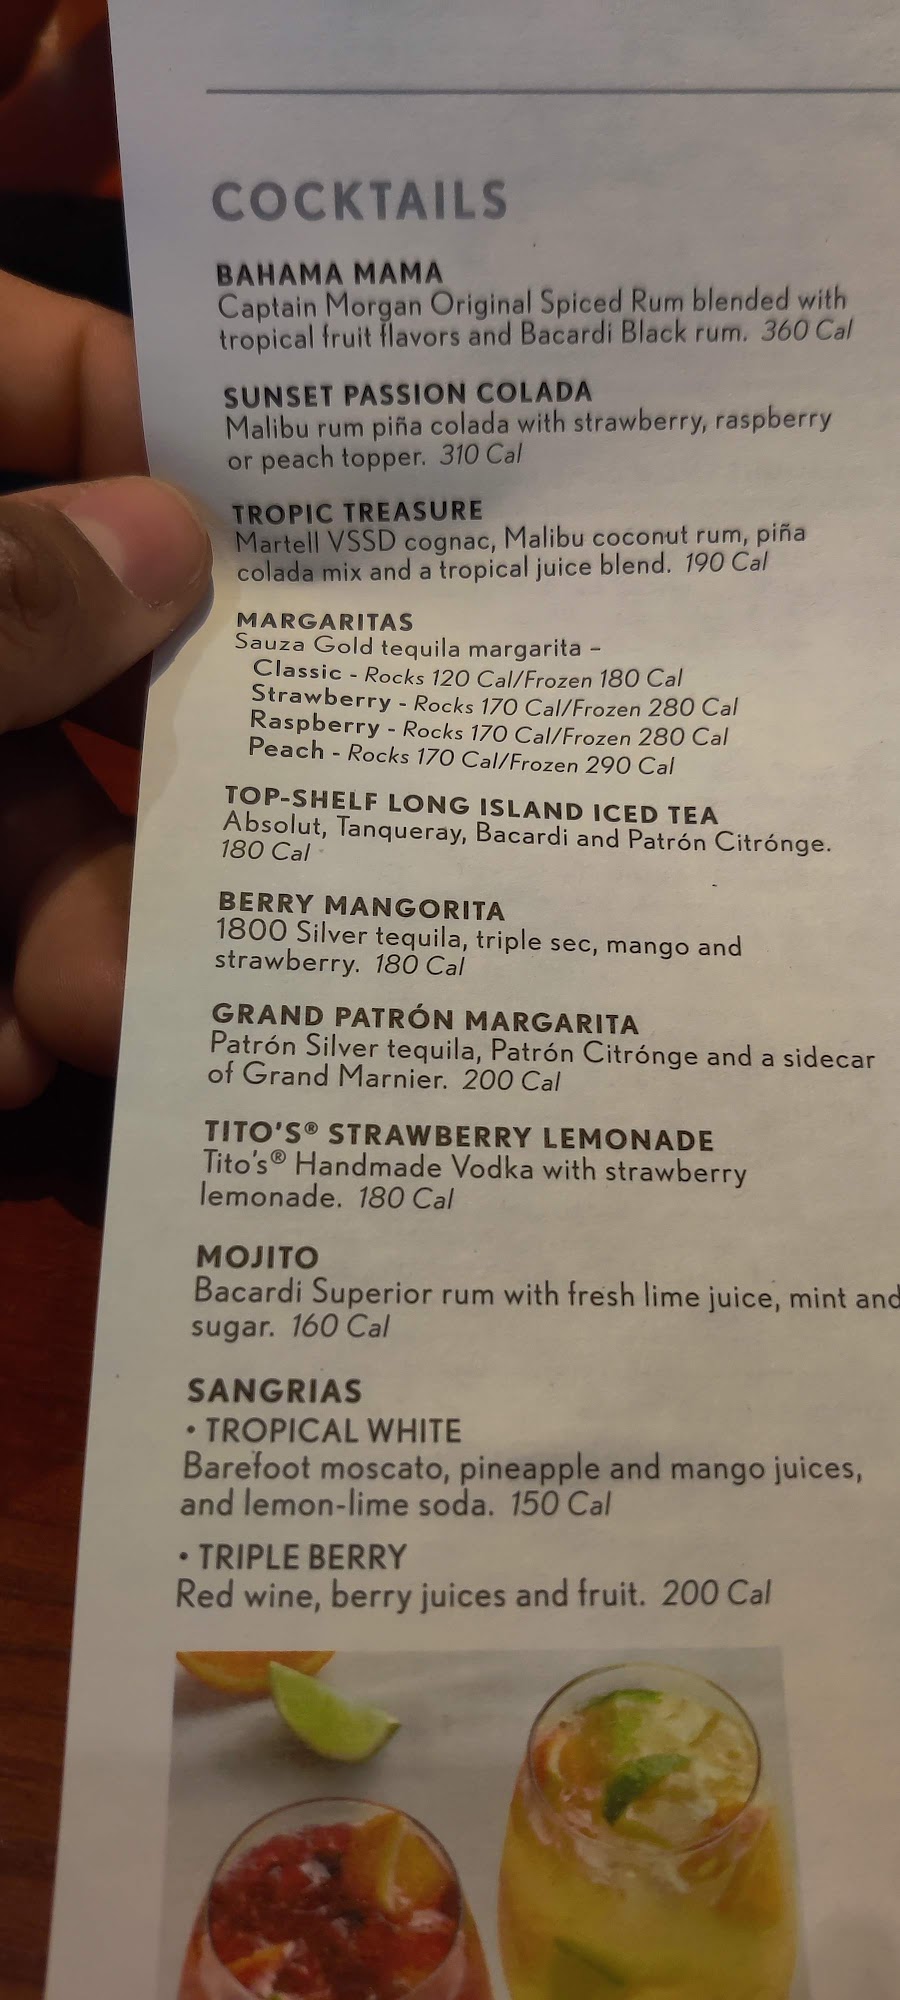 COCKTAILS
BAHAMA MAMA
Captain Morgan Original Spiced Rum blended with
tropical fruit flavors and Bacardi Black rum. 360 Cal
SUNSET PASSION COLADA
Malibu rum piña colada with strawberry, raspberry
or peach topper. 310 Cal
TROPIC TREASURE
Martell VSSD cognac, Malibu coconut rum, piña
colada mix and a tropical juice blend. 190 Cal
MARGARITAS
Sauza Gold tequila margarita –
Classic - Rocks 120 Cal/Frozen 180 Cal
Strawberry - Rocks 170 Cal/Frozen 280 Cal
Raspberry - Rocks 170 Cal/Frozen 280 Cal
Peach - Rocks 170 Cal/Frozen 290 Cal
TOP-SHELF LONG ISLAND ICED TEA
Absolut, Tanqueray, Bacardi and Patrón Citrónge.
180 Cal
BERRY MANGORITA
1800 Silver tequila, triple sec, mango and
strawberry. 180 Cal
GRAND PATRÓN MARGARITA
Patrón Silver tequila, Patrón Citrónge and a sidecar
of Grand Marnier. 200 Cal
TITO'S® STRAWBERRY LEMONADE
Tito's® Handmade Vodka with strawberry
lemonade. 180 Cal
MOJITO
Bacardi Superior rum with fresh lime juice, mint and
sugar. 160 Cal
SANGRIAS
• TROPICAL WHITE
Barefoot moscato, pineapple and mango juices,
and lemon-lime soda. 150 Cal
• TRIPLE BERRY
Red wine, berry juices and fruit. 200 Cal